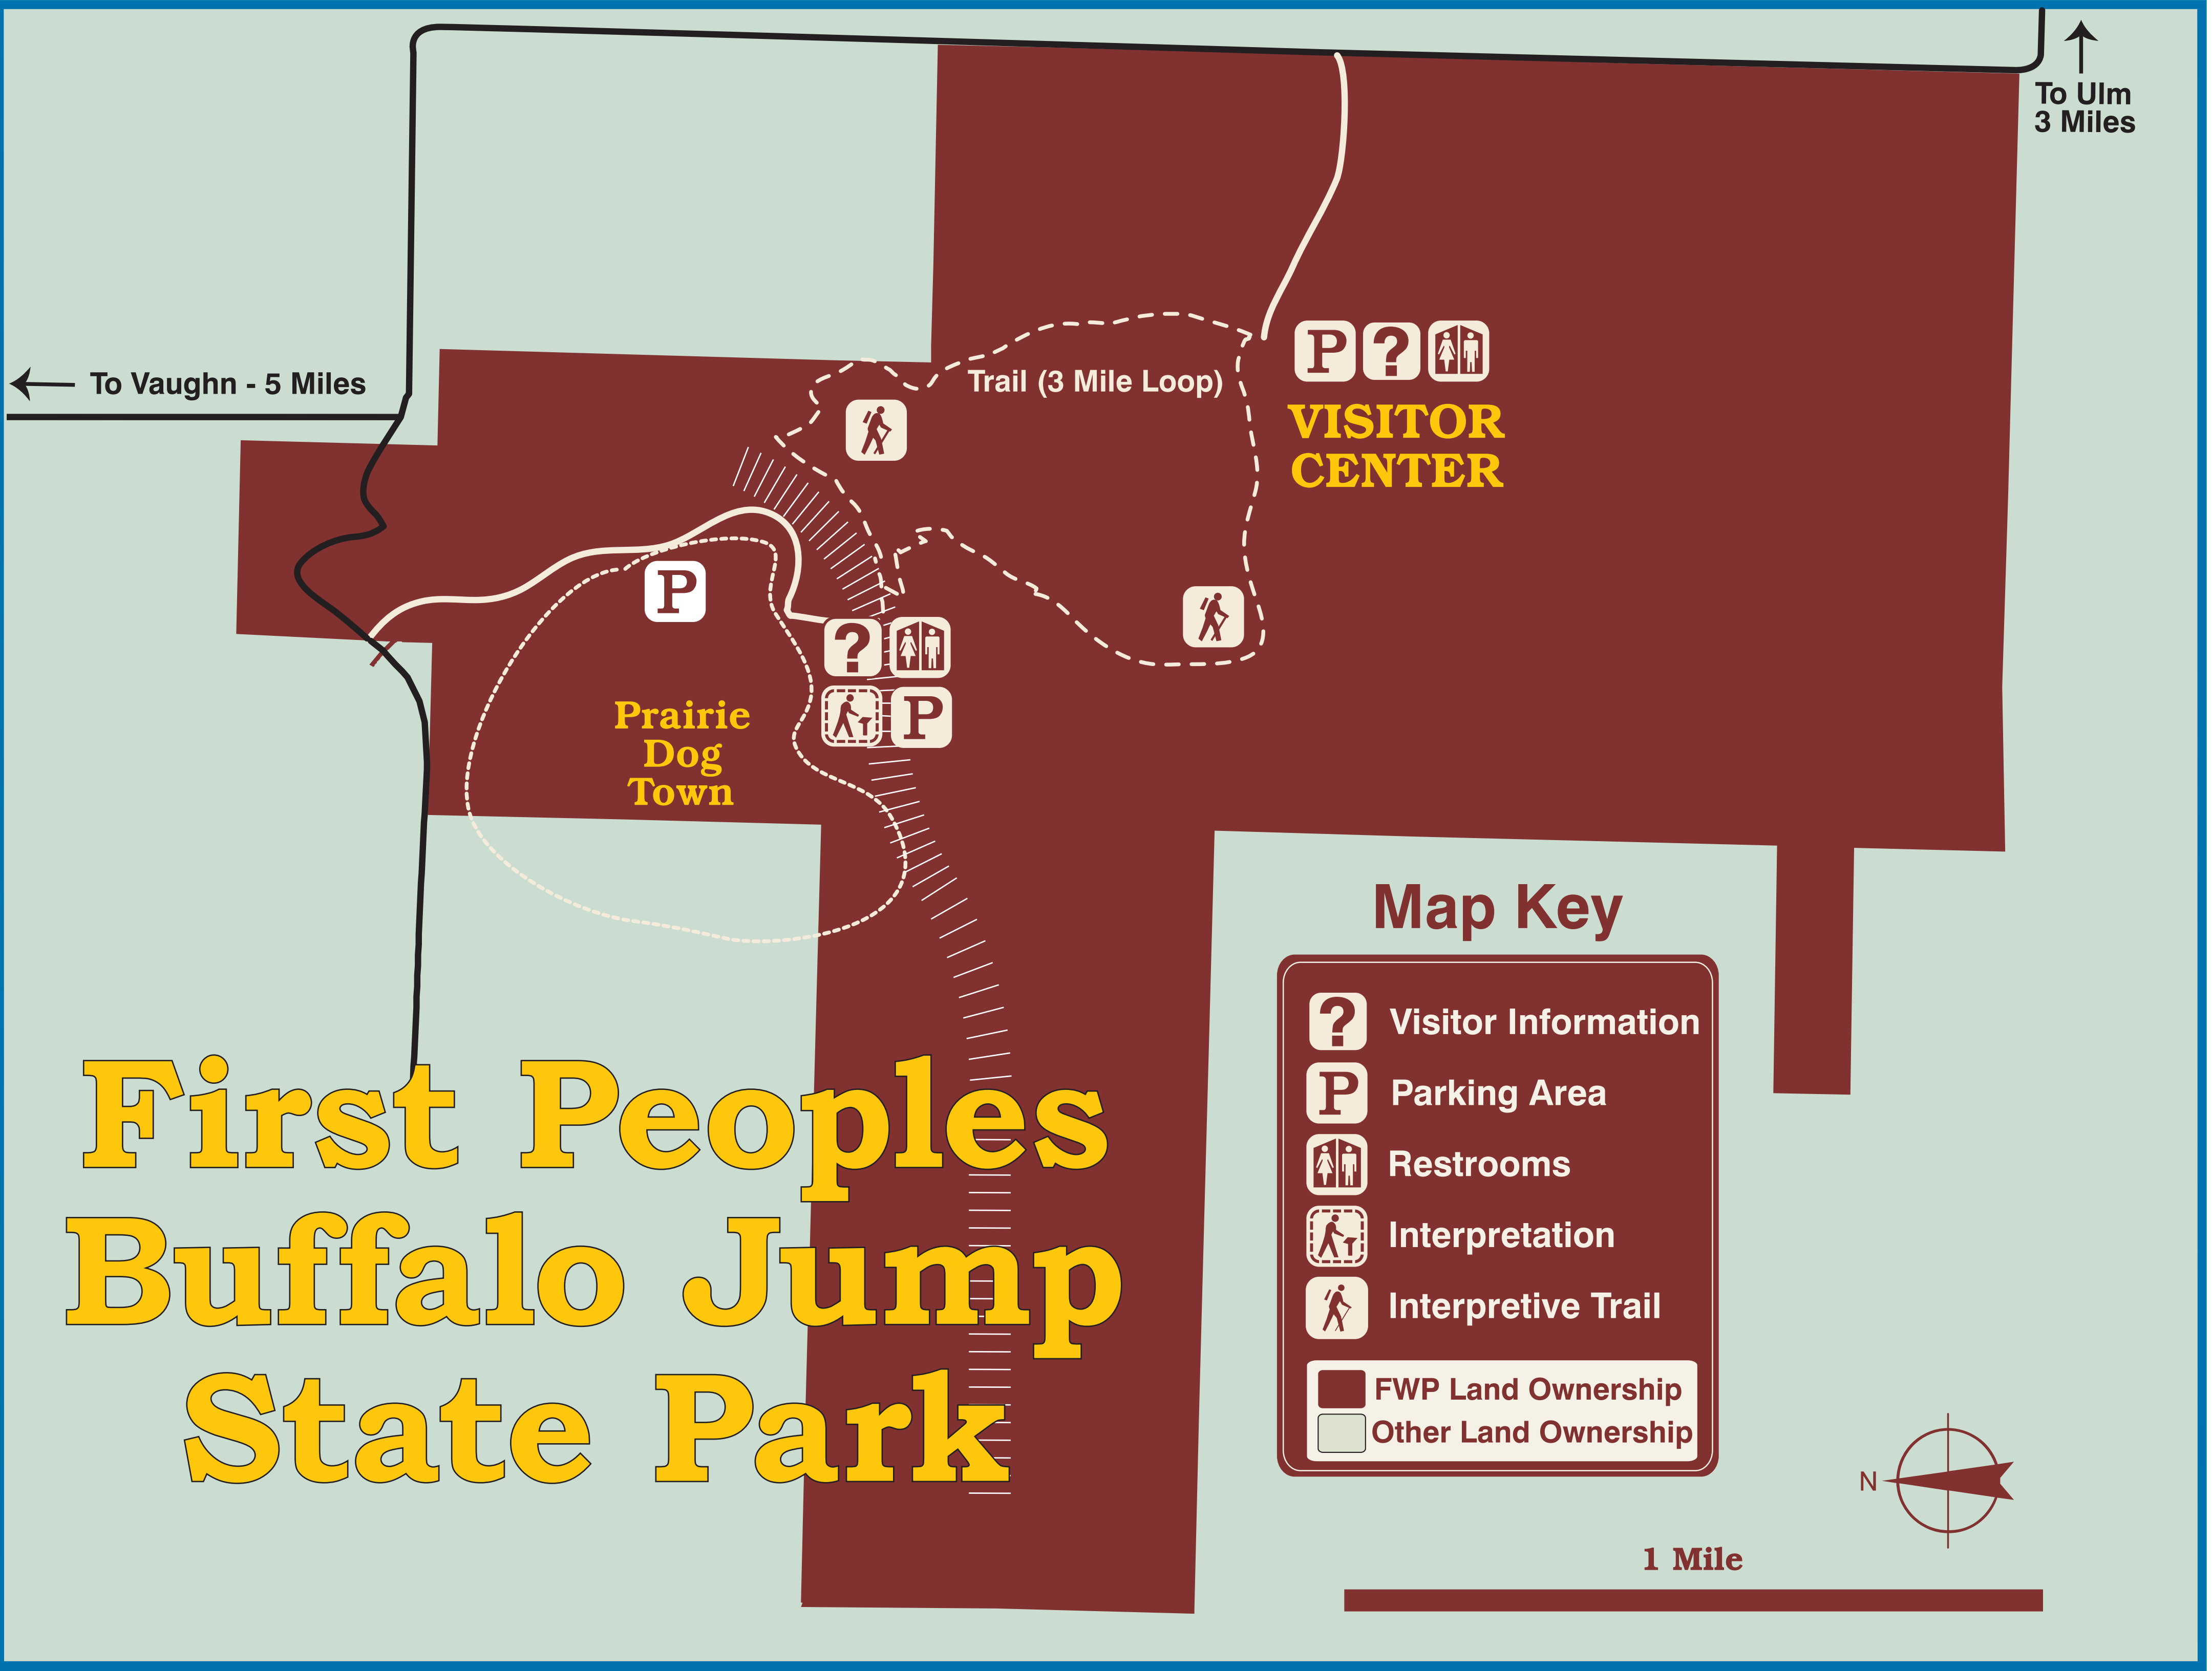 To Ulm
3 Miles
To Vaughn - 5 Miles
Trail (3 Mile Loop)
P
?
VISITOR
CENTER
P
?
P
Prairie
Dog
Town
First Peoples
Buffalo Jump
State Park
Map Key
? Visitor Information
P Parking Area
Restrooms
Interpretation
Interpretive Trail
FWP Land Ownership
Other Land Ownership
N
1 Mile